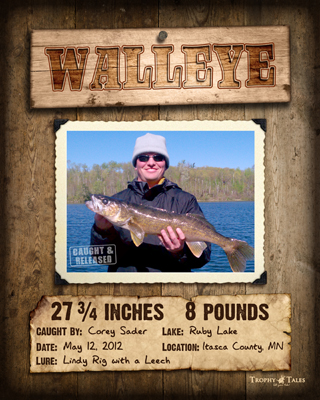 WALLEYE
CAUGHT &
RELEASED
27 3/4 INCHES 8 POUNDS
CAUGHT BY: Corey Sader LAKE: Ruby Lake
DATE: May 12, 2012 LOCATION: Itasca County, MN
LURE: Lindy Rig with a Leech
TROPHY TALES